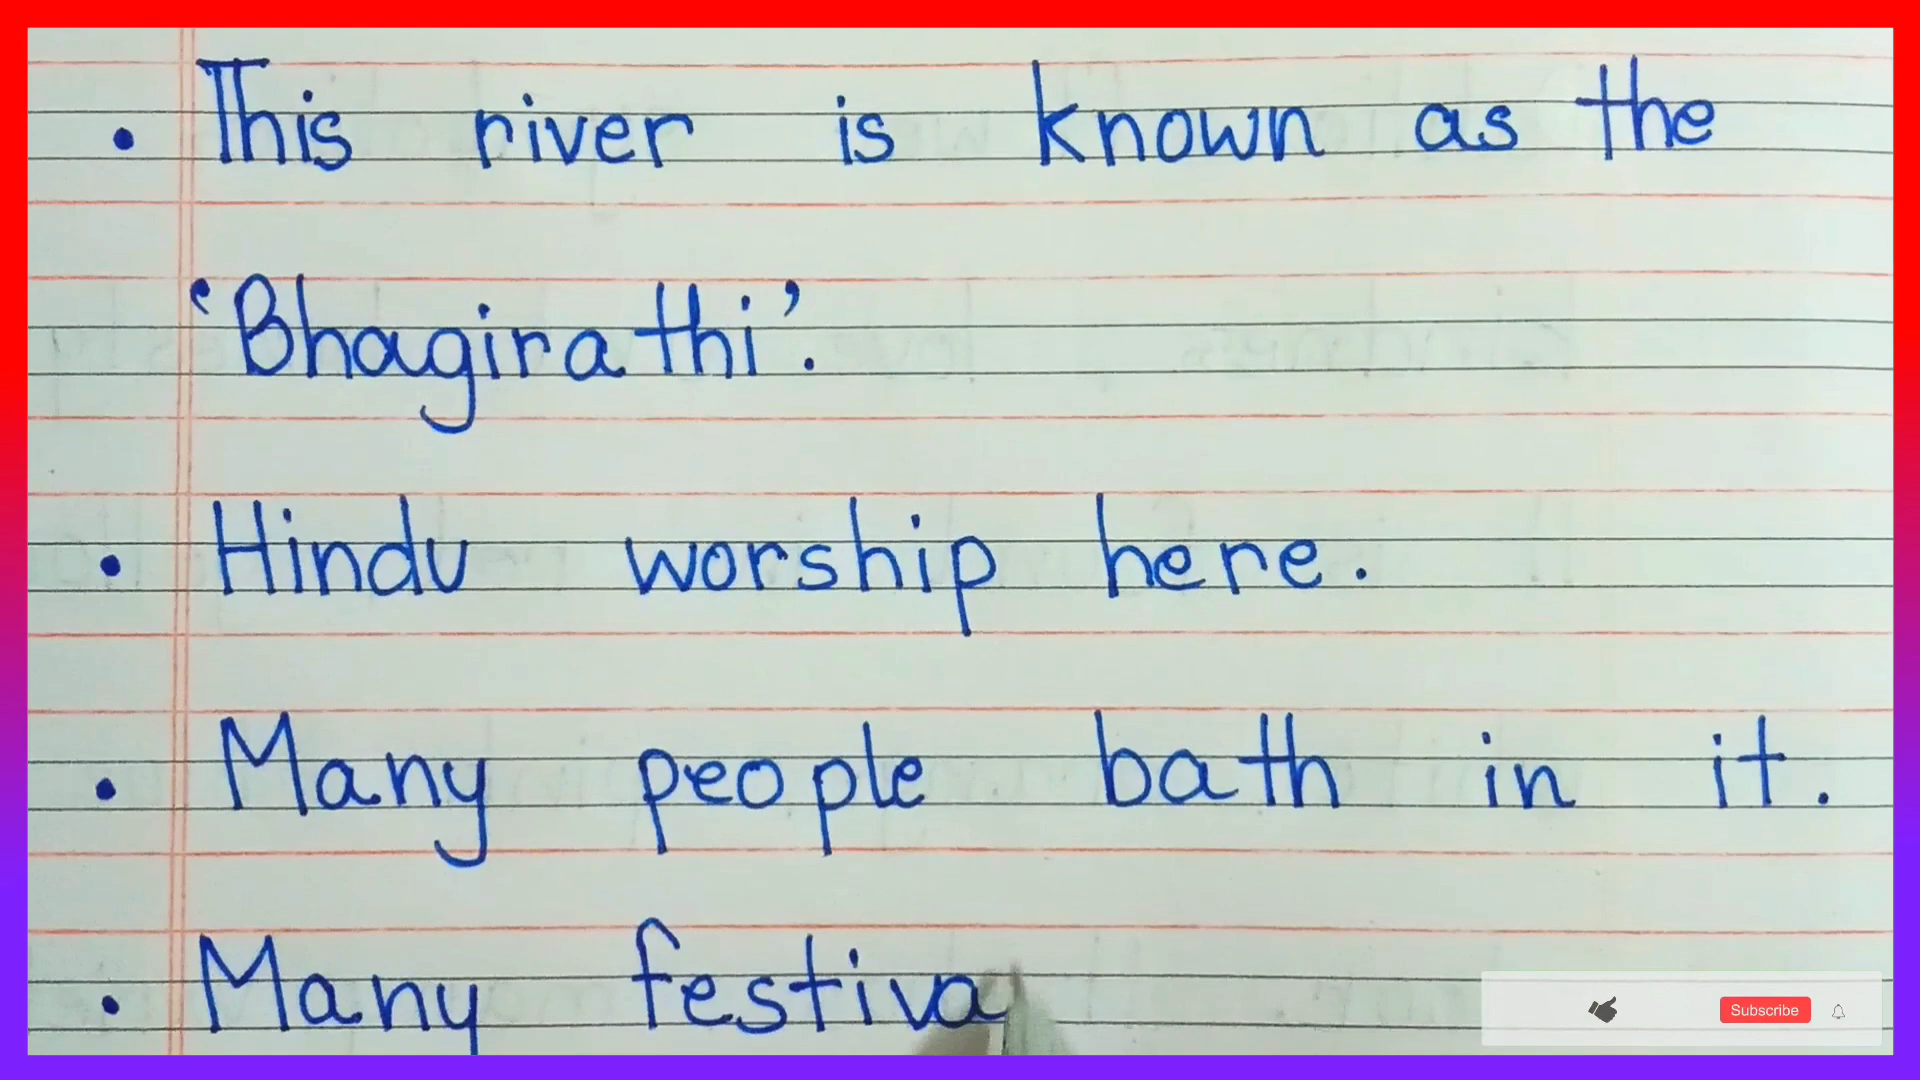 • This river is known as the
'Bhagirathi'.
• Hindu worship here.
• Many people bath in it.
• Many festiva
Subscribe